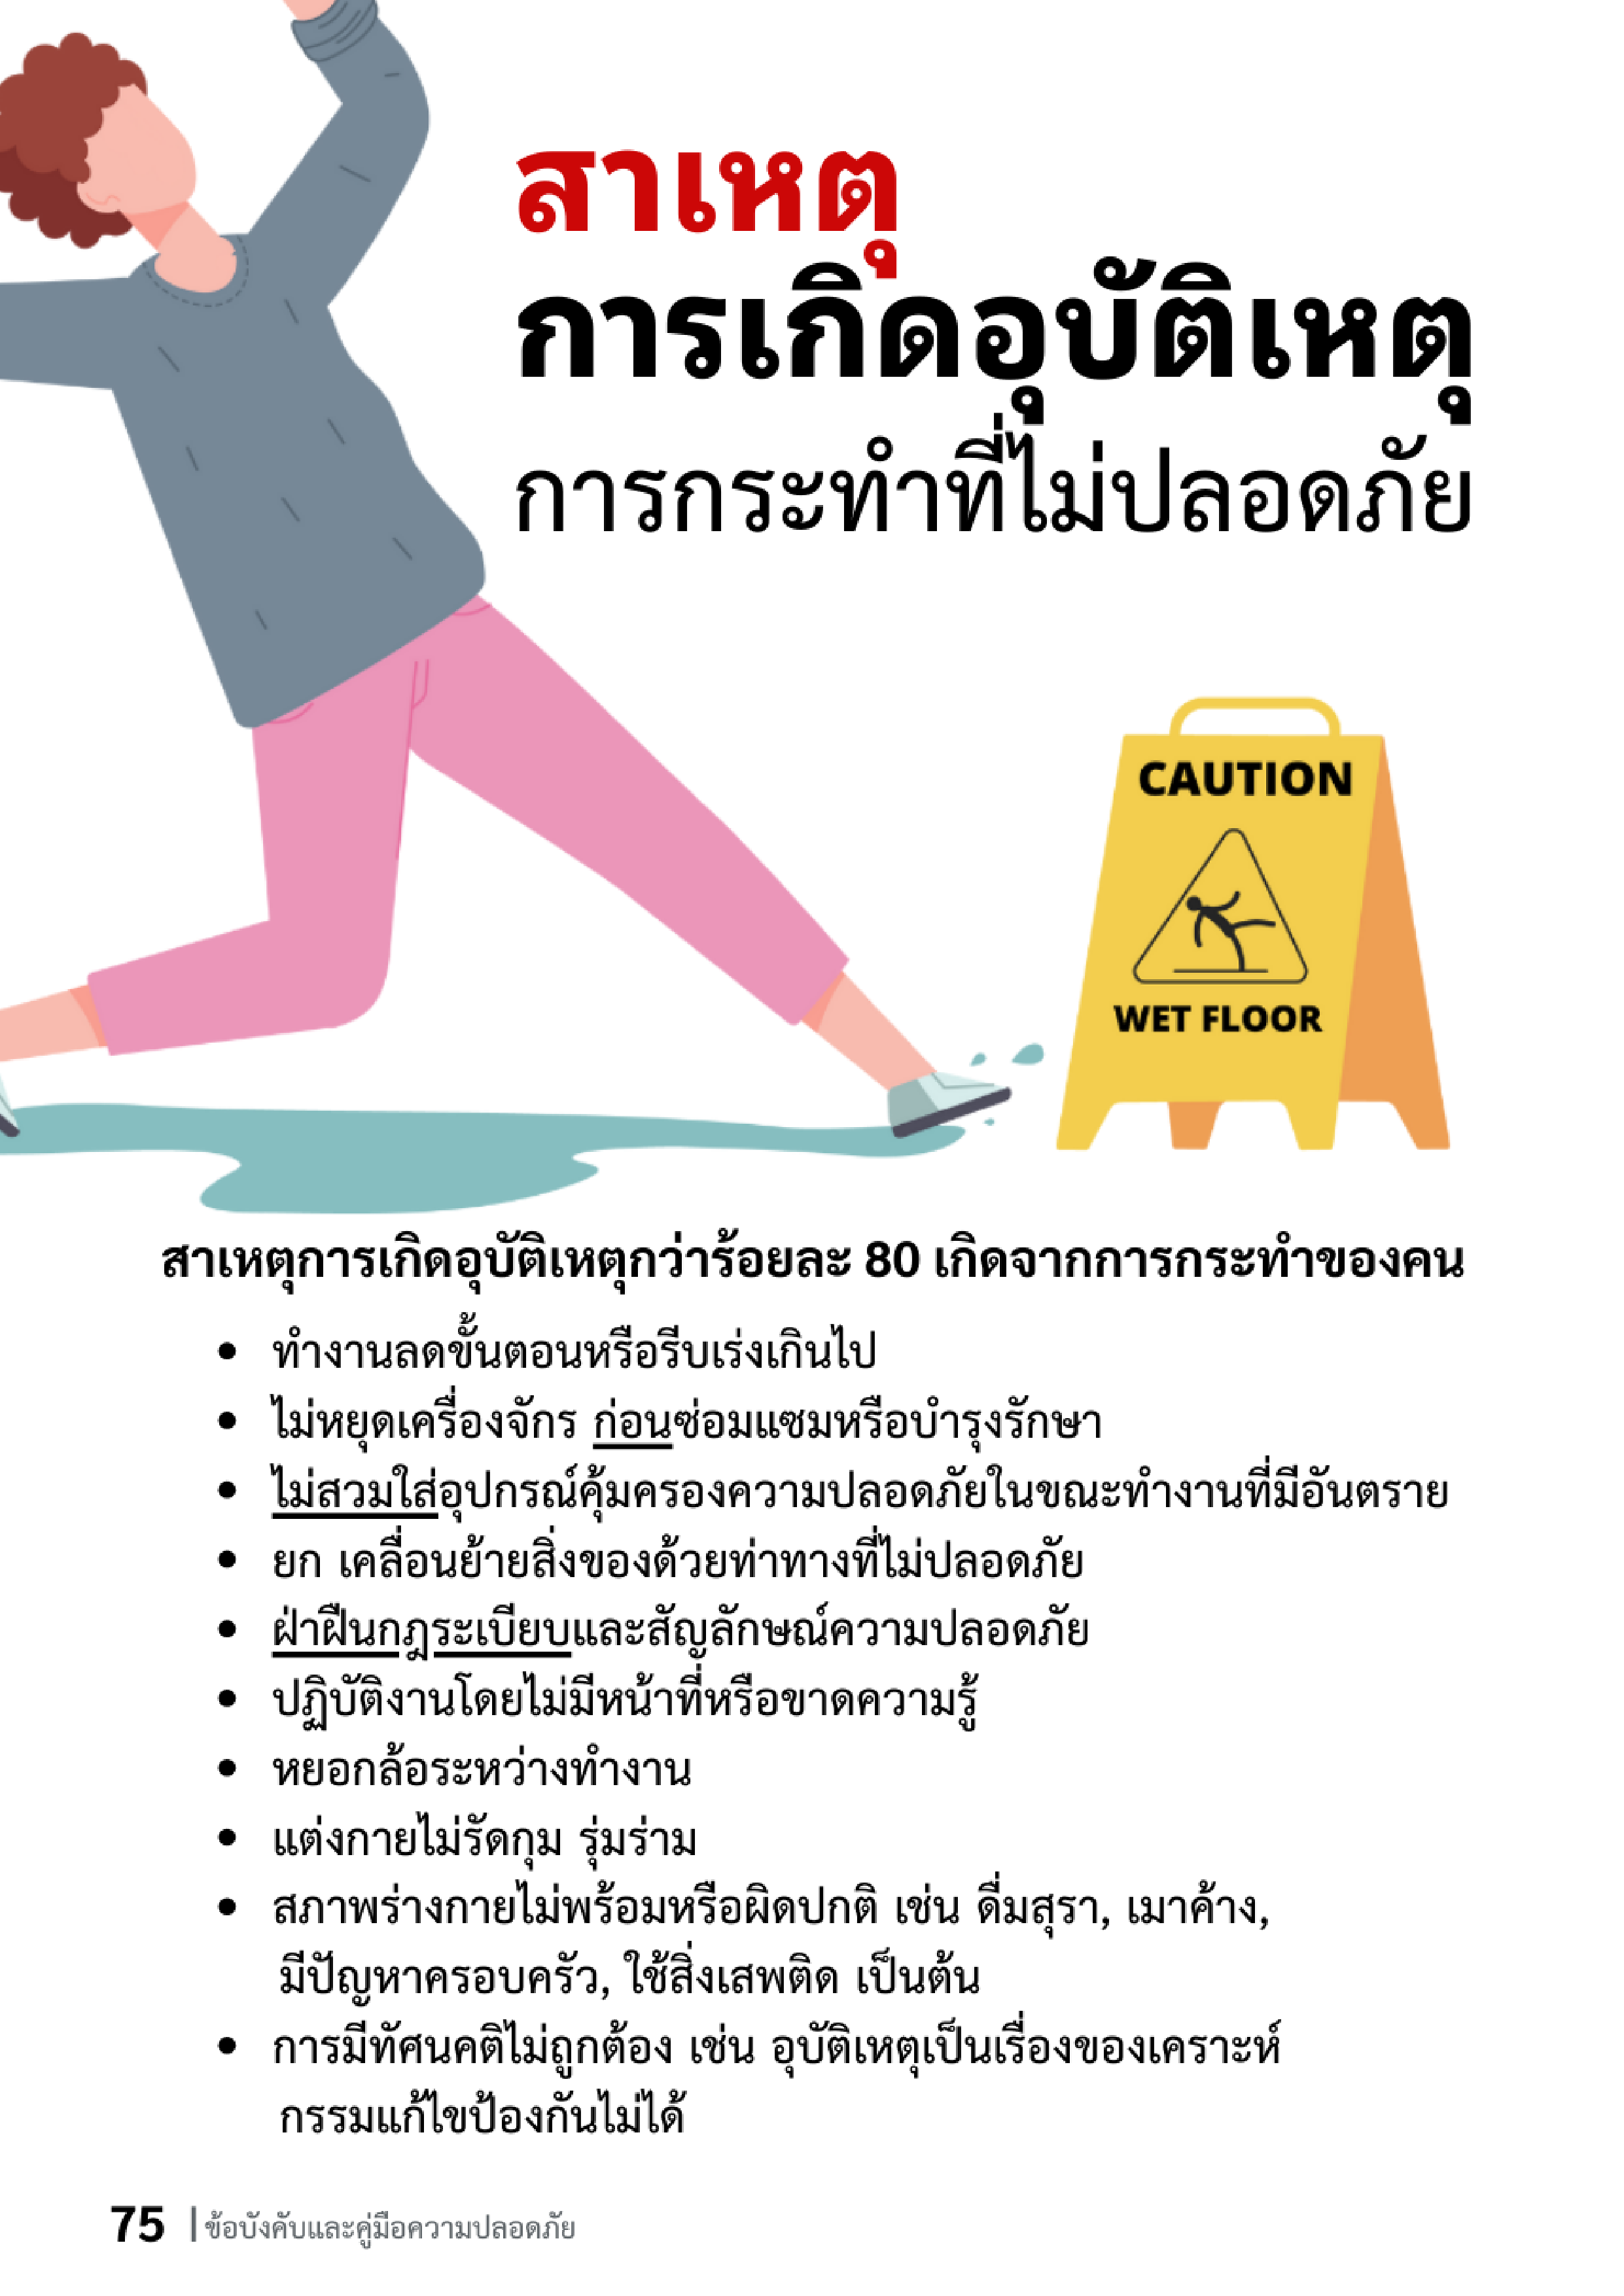 สาเหตุ
การเกิดอุบัติเหตุ
การกระทำที่ไม่ปลอดภัย
CAUTION
WET FLOOR
สาเหตุการเกิดอุบัติเหตุกว่าร้อยละ 80 เกิดจากการกระทำของคน
• ทำงานลดขั้นตอนหรือรีบเร่งเกินไป
• ไม่หยุดเครื่องจักร ก่อนซ่อมแซมหรือบำรุงรักษา
• ไม่สวมใส่อุปกรณ์คุ้มครองความปลอดภัยในขณะทำงานที่มีอันตราย
• ยก เคลื่อนย้ายสิ่งของด้วยท่าทางที่ไม่ปลอดภัย
• ฝ่าฝืนกฎระเบียบและสัญลักษณ์ความปลอดภัย
• ปฏิบัติงานโดยไม่มีหน้าที่หรือขาดความรู้
• หยอกล้อระหว่างทำงาน
• แต่งกายไม่รัดกุม รุ่มร่าม
• สภาพร่างกายไม่พร้อมหรือผิดปกติ เช่น ดื่มสุรา, เมาค้าง,
มีปัญหาครอบครัว, ใช้สิ่งเสพติด เป็นต้น
• การมีทัศนคติไม่ถูกต้อง เช่น อุบัติเหตุเป็นเรื่องของเคราะห์
กรรมแก้ไขป้องกันไม่ได้
75 | ข้อบังคับและคู่มือความปลอดภัย